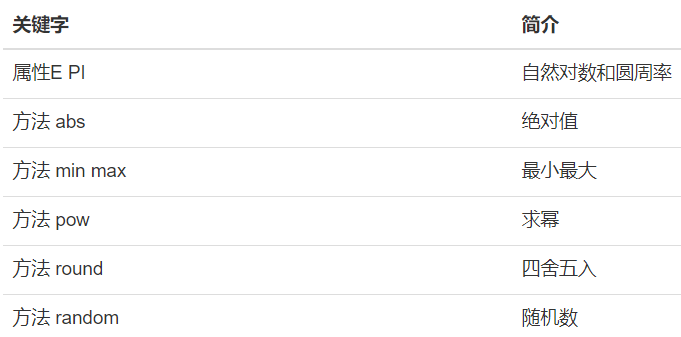 关键字 简介
属性E PI 自然对数和圆周率
方法 abs 绝对值
方法 min max 最小最大
方法 pow 求幂
方法 round 四舍五入
方法 random 随机数